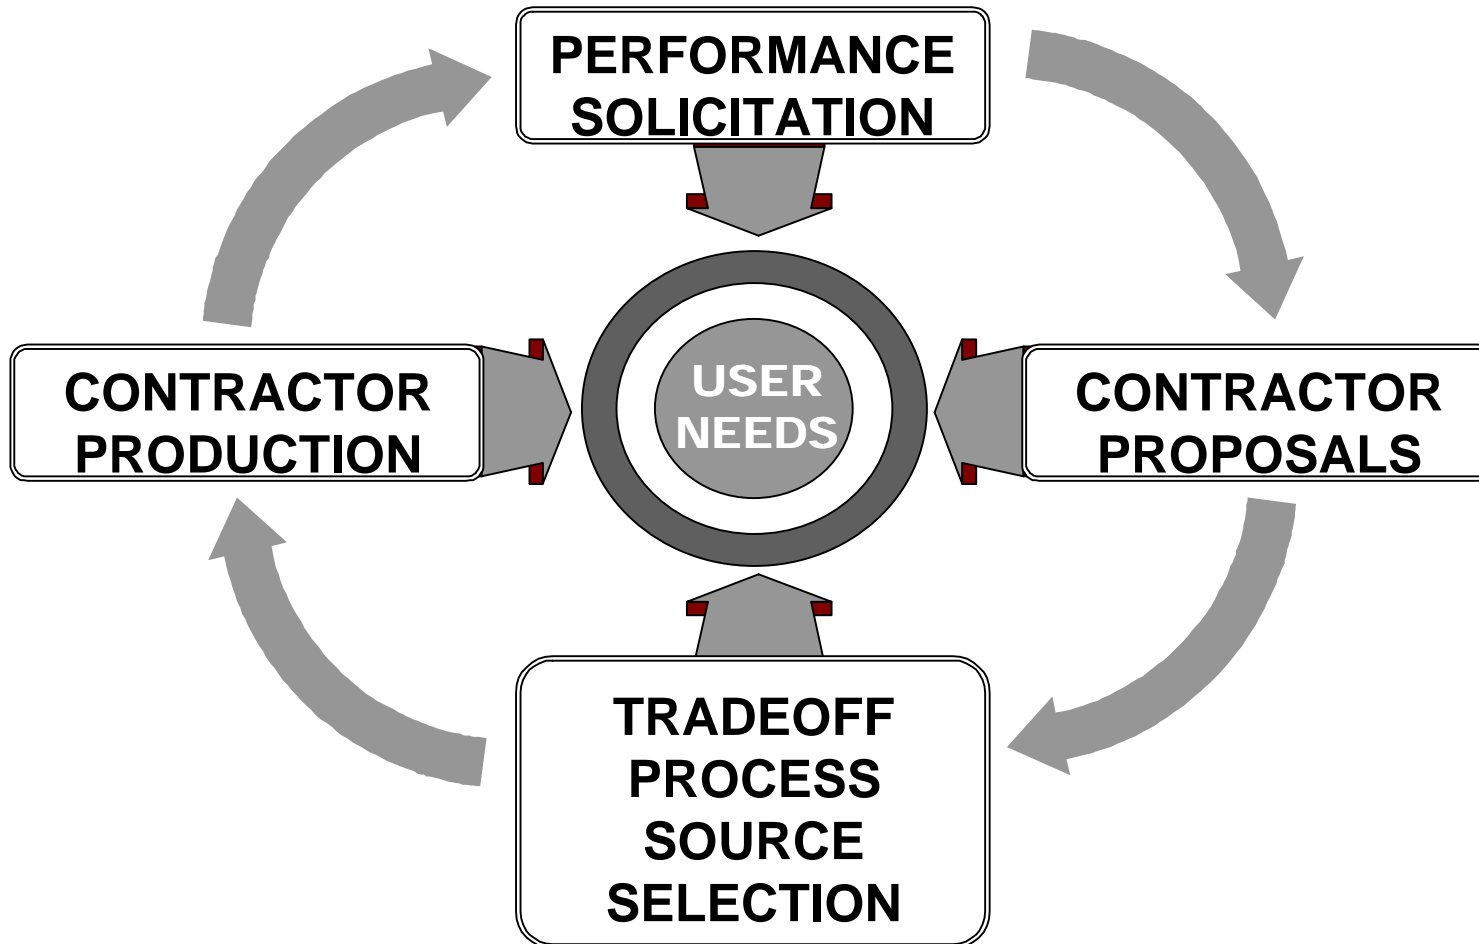 PERFORMANCE
SOLICITATION
CONTRACTOR
PRODUCTION
USER
NEEDS
CONTRACTOR
PROPOSALS
TRADEOFF
PROCESS
SOURCE
SELECTION